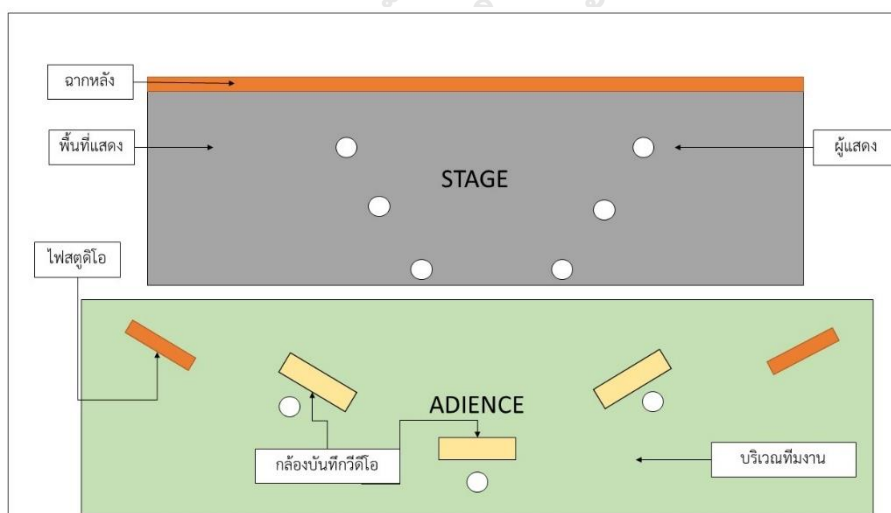 ฉากหลัง
พื้นที่แสดง
ผู้แสดง
STAGE
ไฟสตูดิโอ
ADIENCE
กล้องบันทึกวีดีโอ
บริเวณทีมงาน